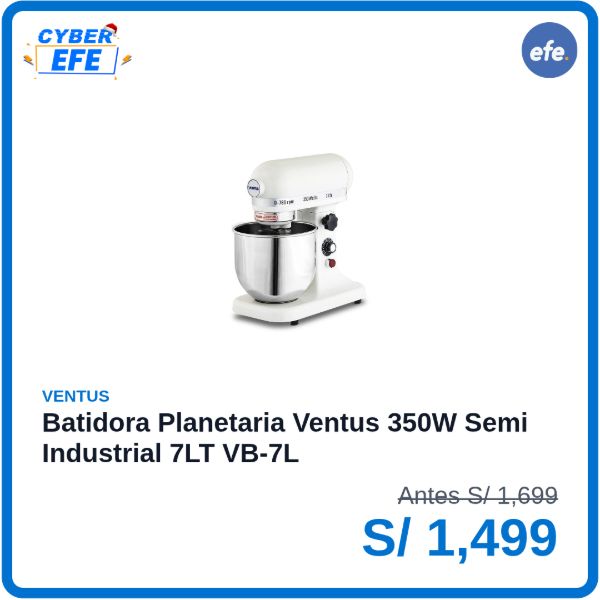 CYBER
EFE
efe.
VENTUS
Batidora Planetaria Ventus 350W Semi
Industrial 7LT VB-7L
Antes S/ 1,699
S/ 1,499